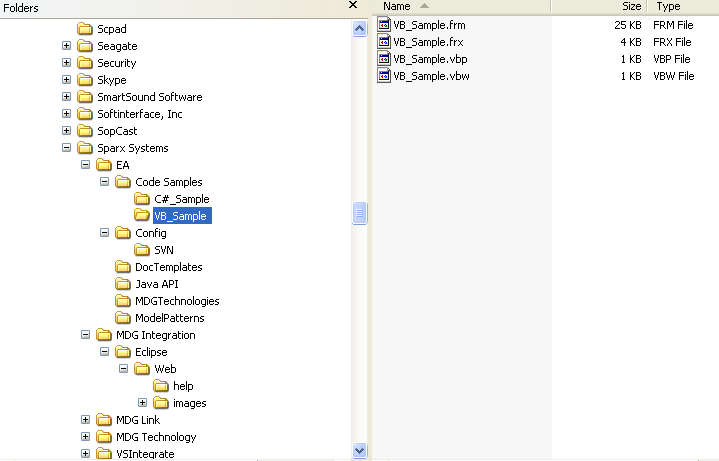 Folders
Scpad
Seagate
Security
Skype
SmartSound Software
Softinterface, Inc
SopCast
Sparx Systems
EA
Code Samples
C#_Sample
VB_Sample
Config
SVN
DocTemplates
Java API
MDGTechnologies
ModelPatterns
MDG Integration
Eclipse
Web
help
images
MDG Link
MDG Technology
VSIntegrate
Name Size Type
VB_Sample.frm 25 KB FRM File
VB_Sample.frx 4 KB FRX File
VB_Sample.vbp 1 KB VBP File
VB_Sample.vbw 1 KB VBW File